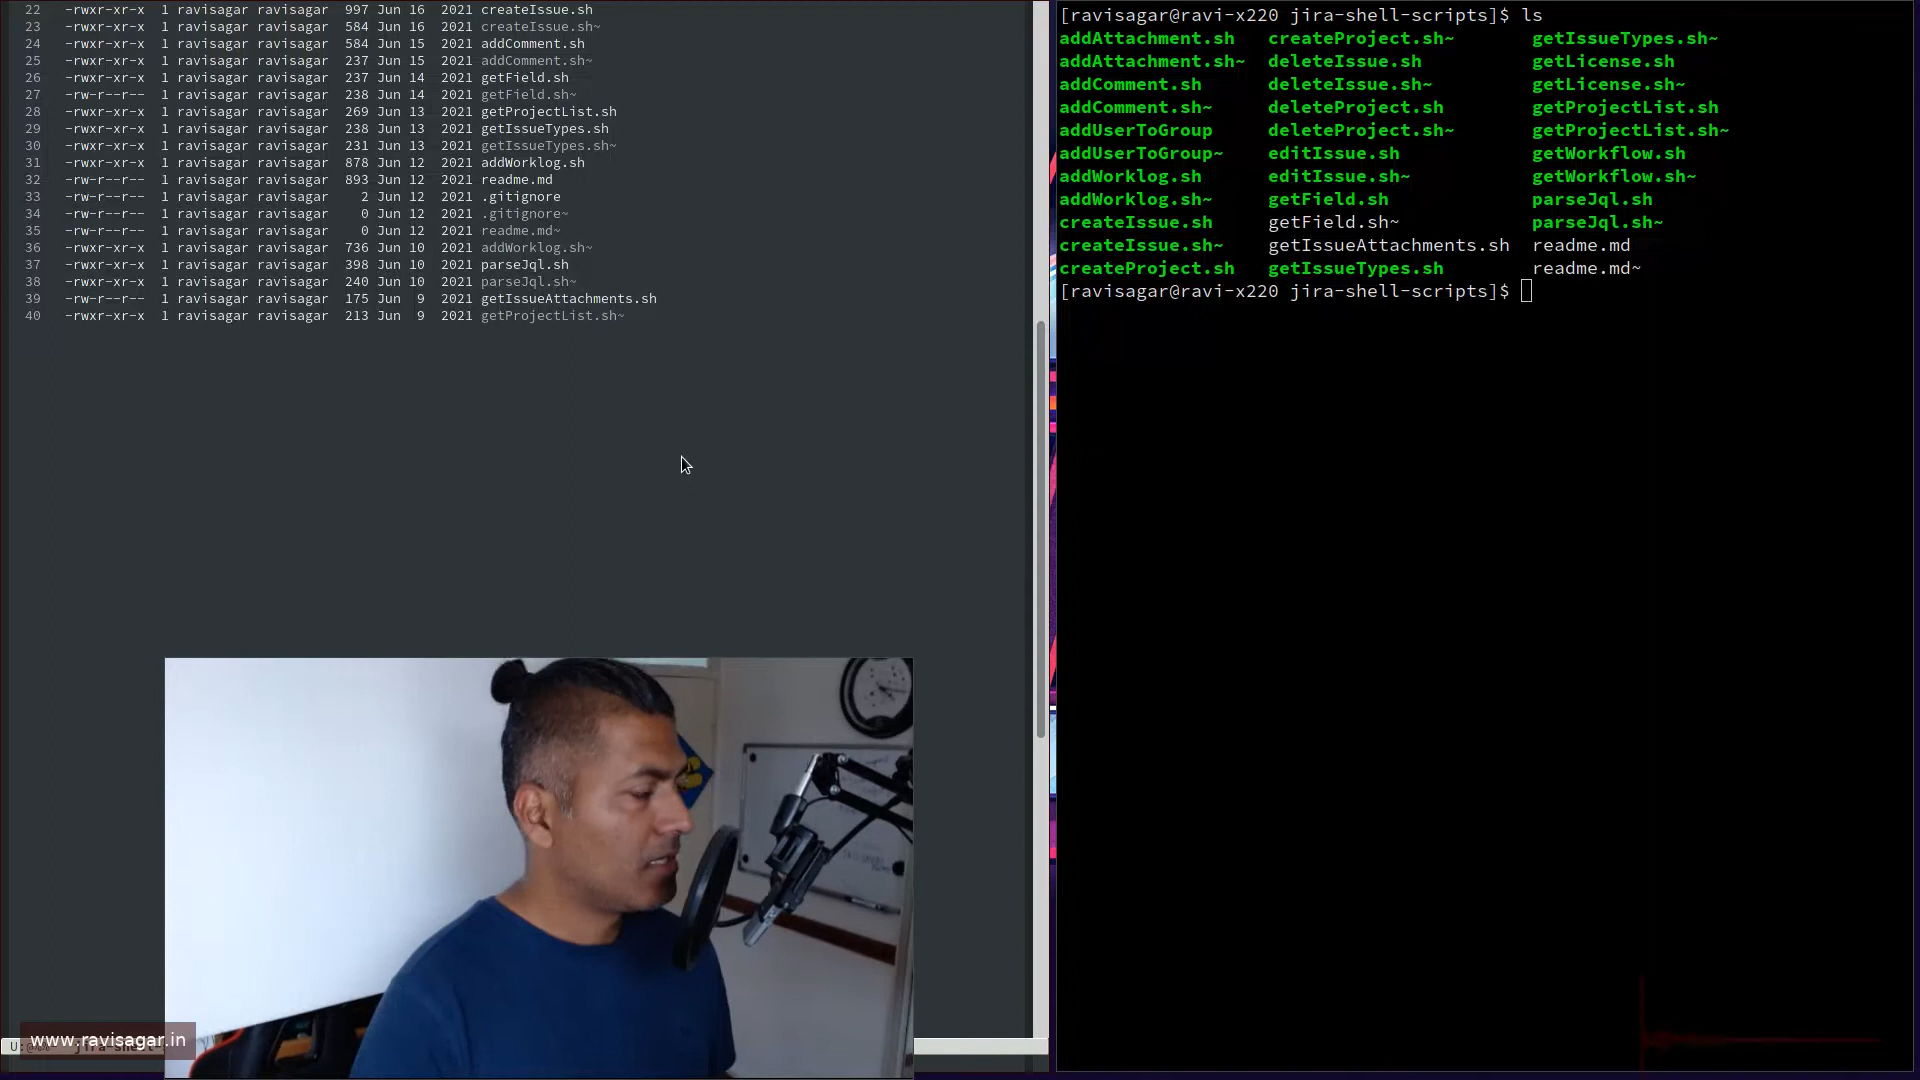 22 -rwxr-xr-x 1 ravisagar ravisagar 997 Jun 16 2021 createIssue.sh
23 -rwxr-xr-x 1 ravisagar ravisagar 584 Jun 16 2021 createIssue.sh~
24 -rwxr-xr-x 1 ravisagar ravisagar 584 Jun 15 2021 addComment.sh
25 -rwxr-xr-x 1 ravisagar ravisagar 237 Jun 15 2021 addComment.sh~
26 -rwxr-xr-x 1 ravisagar ravisagar 237 Jun 14 2021 getField.sh
27 -rw-r--r-- 1 ravisagar ravisagar 238 Jun 14 2021 getField.sh~
28 -rwxr-xr-x 1 ravisagar ravisagar 269 Jun 13 2021 getProjectList.sh
29 -rwxr-xr-x 1 ravisagar ravisagar 238 Jun 13 2021 getIssueTypes.sh
30 -rwxr-xr-x 1 ravisagar ravisagar 231 Jun 13 2021 getIssueTypes.sh~
31 -rwxr-xr-x 1 ravisagar ravisagar 878 Jun 12 2021 addWorklog.sh
32 -rw-r--r-- 1 ravisagar ravisagar 893 Jun 12 2021 readme.md
33 -rw-r--r-- 1 ravisagar ravisagar 2 Jun 12 2021 .gitignore
34 -rw-r--r-- 1 ravisagar ravisagar 0 Jun 12 2021 .gitignore~
35 -rw-r--r-- 1 ravisagar ravisagar 0 Jun 12 2021 readme.md~
36 -rwxr-xr-x 1 ravisagar ravisagar 736 Jun 10 2021 addWorklog.sh~
37 -rwxr-xr-x 1 ravisagar ravisagar 398 Jun 10 2021 parseJql.sh
38 -rwxr-xr-x 1 ravisagar ravisagar 240 Jun 10 2021 parseJql.sh~
39 -rw-r--r-- 1 ravisagar ravisagar 175 Jun 9 2021 getIssueAttachments.sh
40 -rwxr-xr-x 1 ravisagar ravisagar 213 Jun 9 2021 getProjectList.sh~
www.ravisagar.in
[ravisagar@ravi-x220 jira-shell-scripts]$ ls
addAttachment.sh createProject.sh~ getIssueTypes.sh~
addAttachment.sh~ deleteIssue.sh getLicense.sh
addComment.sh deleteIssue.sh~ getLicense.sh~
addComment.sh~ deleteProject.sh getProjectList.sh
addUserToGroup deleteProject.sh~ getProjectList.sh~
addUserToGroup~ editIssue.sh getWorkflow.sh
addWorklog.sh editIssue.sh~ getWorkflow.sh~
addWorklog.sh~ getField.sh parseJql.sh
createIssue.sh getField.sh~ parseJql.sh~
createIssue.sh~ getIssueAttachments.sh readme.md
createProject.sh getIssueTypes.sh readme.md~
[ravisagar@ravi-x220 jira-shell-scripts]$